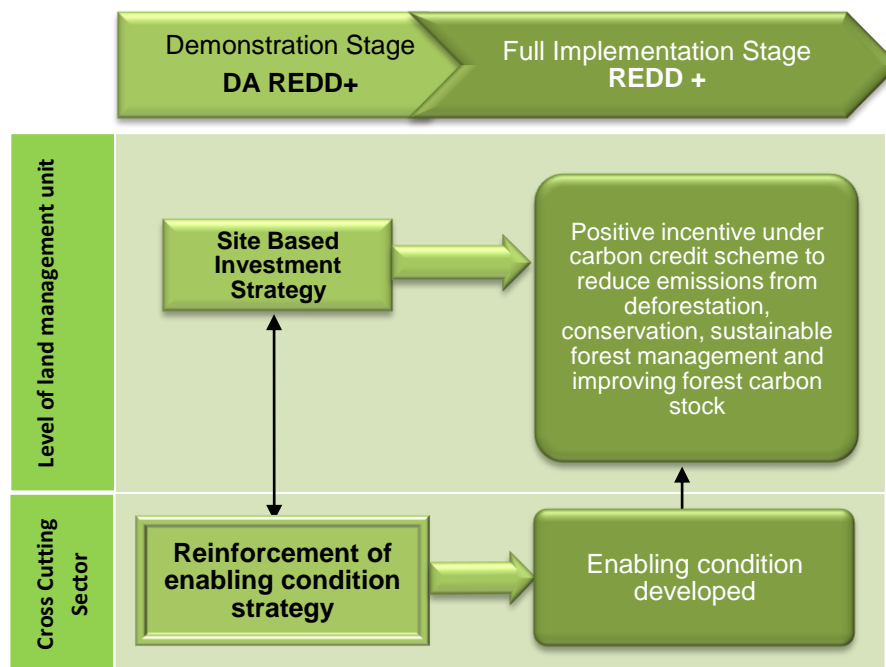 Demonstration Stage
DA REDD+
Full Implementation Stage
REDD +
Level of land management unit
Site Based
Investment
Strategy
Positive incentive under
carbon credit scheme to
reduce emissions from
deforestation,
conservation, sustainable
forest management and
improving forest carbon
stock
Cross Cutting
Sector
Reinforcement of
enabling condition
strategy
Enabling condition
developed